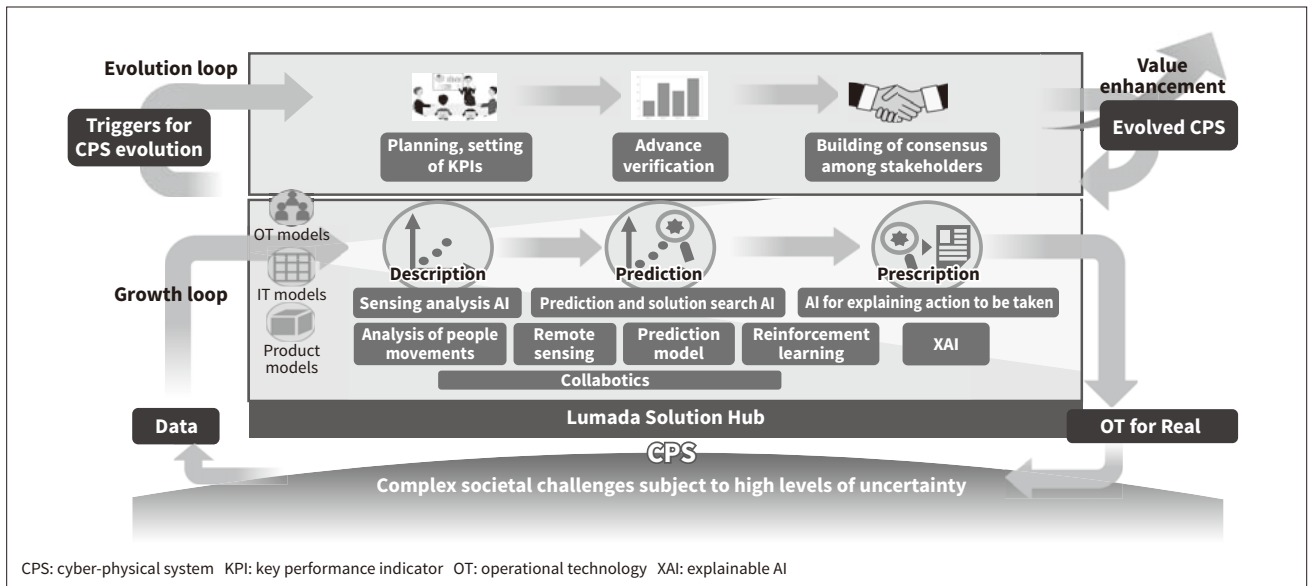 Evolution loop
Triggers for
CPS evolution
Planning, setting
of KPIs
Advance
verification
Building of consensus
among stakeholders
Value
enhancement
Evolved CPS
Growth loop
OT models
IT models
Product
models
Description
Prediction
Prescription
Sensing analysis AI
Prediction and solution search AI
AI for explaining action to be taken
Analysis of people
movements
Remote
sensing
Prediction
model
Reinforcement
learning
XAI
Collabotics
Lumada Solution Hub
Data
OT for Real
CPS
Complex societal challenges subject to high levels of uncertainty
CPS: cyber-physical system KPI: key performance indicator OT: operational technology XAI: explainable AI